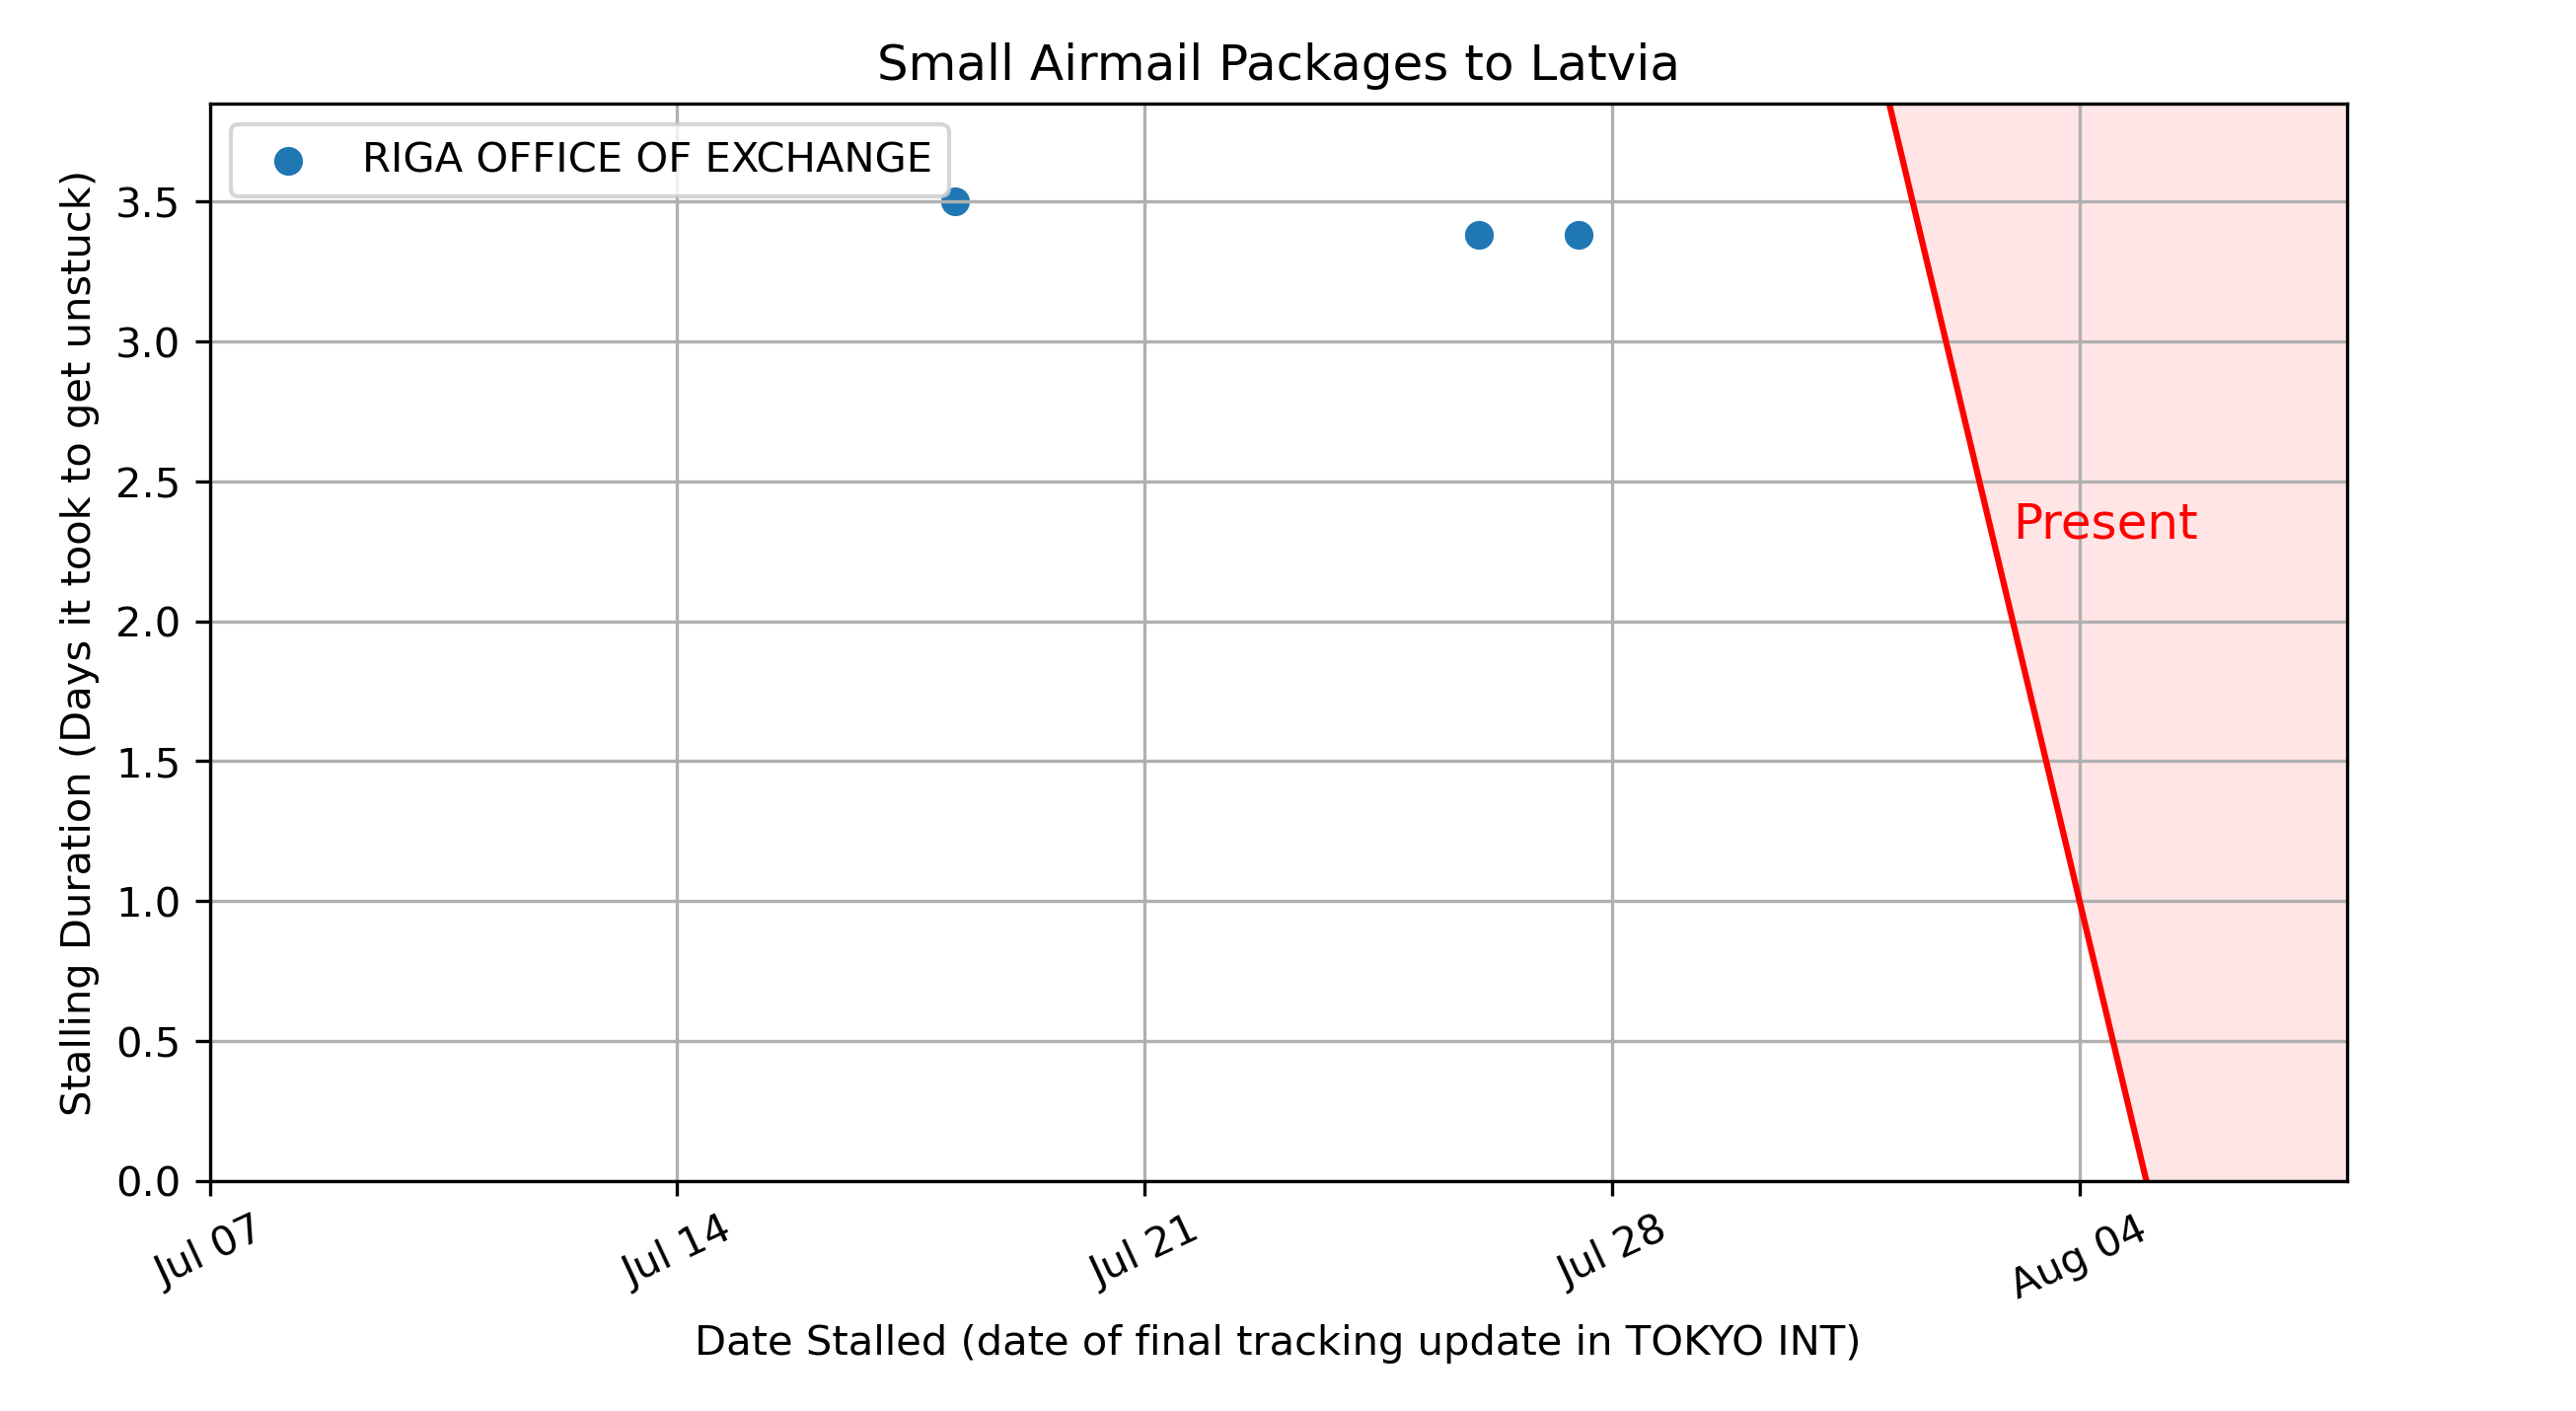 Small Airmail Packages to Latvia
RIGA OFFICE OF EXCHANGE
Stalling Duration (Days it took to get unstuck)
3.5
3.0
2.5
2.0
1.5
1.0
0.5
0.0
Present
Jul 07
Jul 14
Jul 21
Jul 28
Aug 04
Date Stalled (date of final tracking update in TOKYO INT)